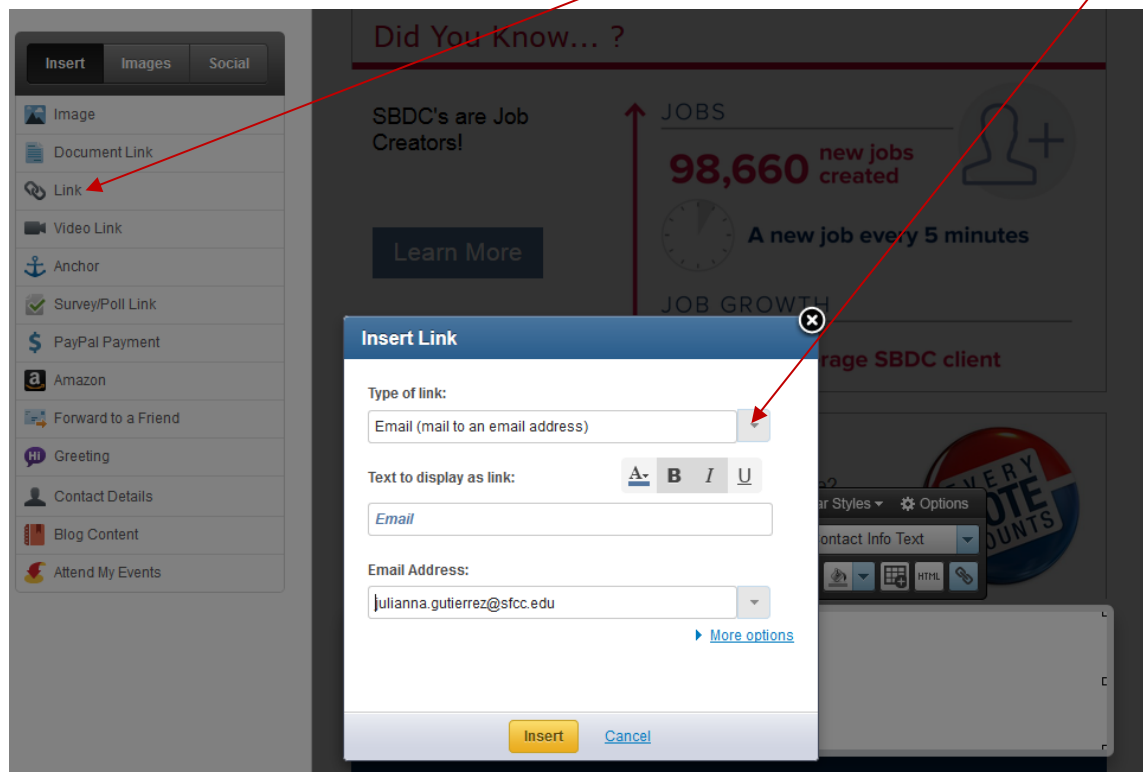 Did You Know... ?
Insert Images Social
Image
Document Link
Link
Video Link
Anchor
Survey/Poll Link
PayPal Payment
Amazon
Forward to a Friend
Greeting
Contact Details
Blog Content
Attend My Events
SBDC's are Job
Creators!
Learn More
JOBS
98,660 new jobs
created
A new job every 5 minutes
JOB GROWTH
rage SBDC client
Insert Link
Type of link:
Email (mail to an email address)
Text to display as link: A B I U
Email
Email Address:
julianna.gutierrez@sfcc.edu
More options
Insert Cancel
ar Styles Options
ontact Info Text
HTML
VERY
OTE
OUNTS